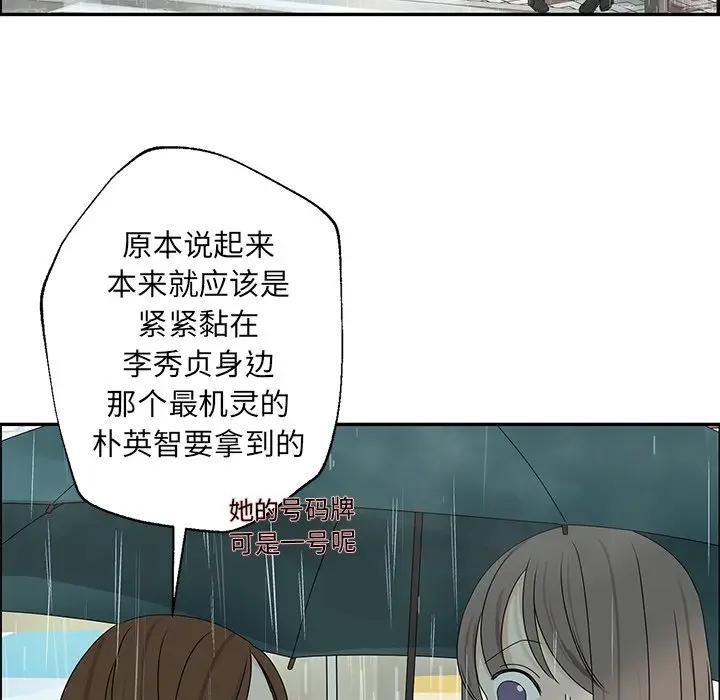 原本说起来
本来就应该是
紧紧黏在
李秀贞身边
那个最机灵的
朴英智要拿到的
她的号码牌
可是一号呢